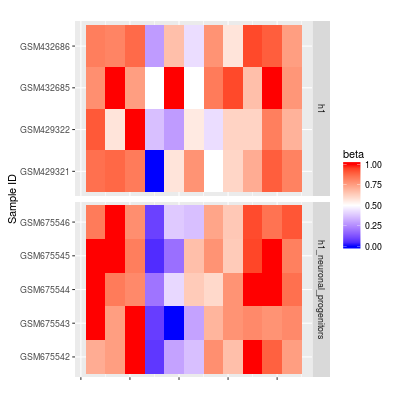 GSM432686
GSM432685
GSM429322
GSM429321
h1
GSM675546
GSM675545
GSM675544
GSM675543
GSM675542
h1_neuronal_progenitors
Sample ID
beta
1.00
0.75
0.50
0.25
0.00